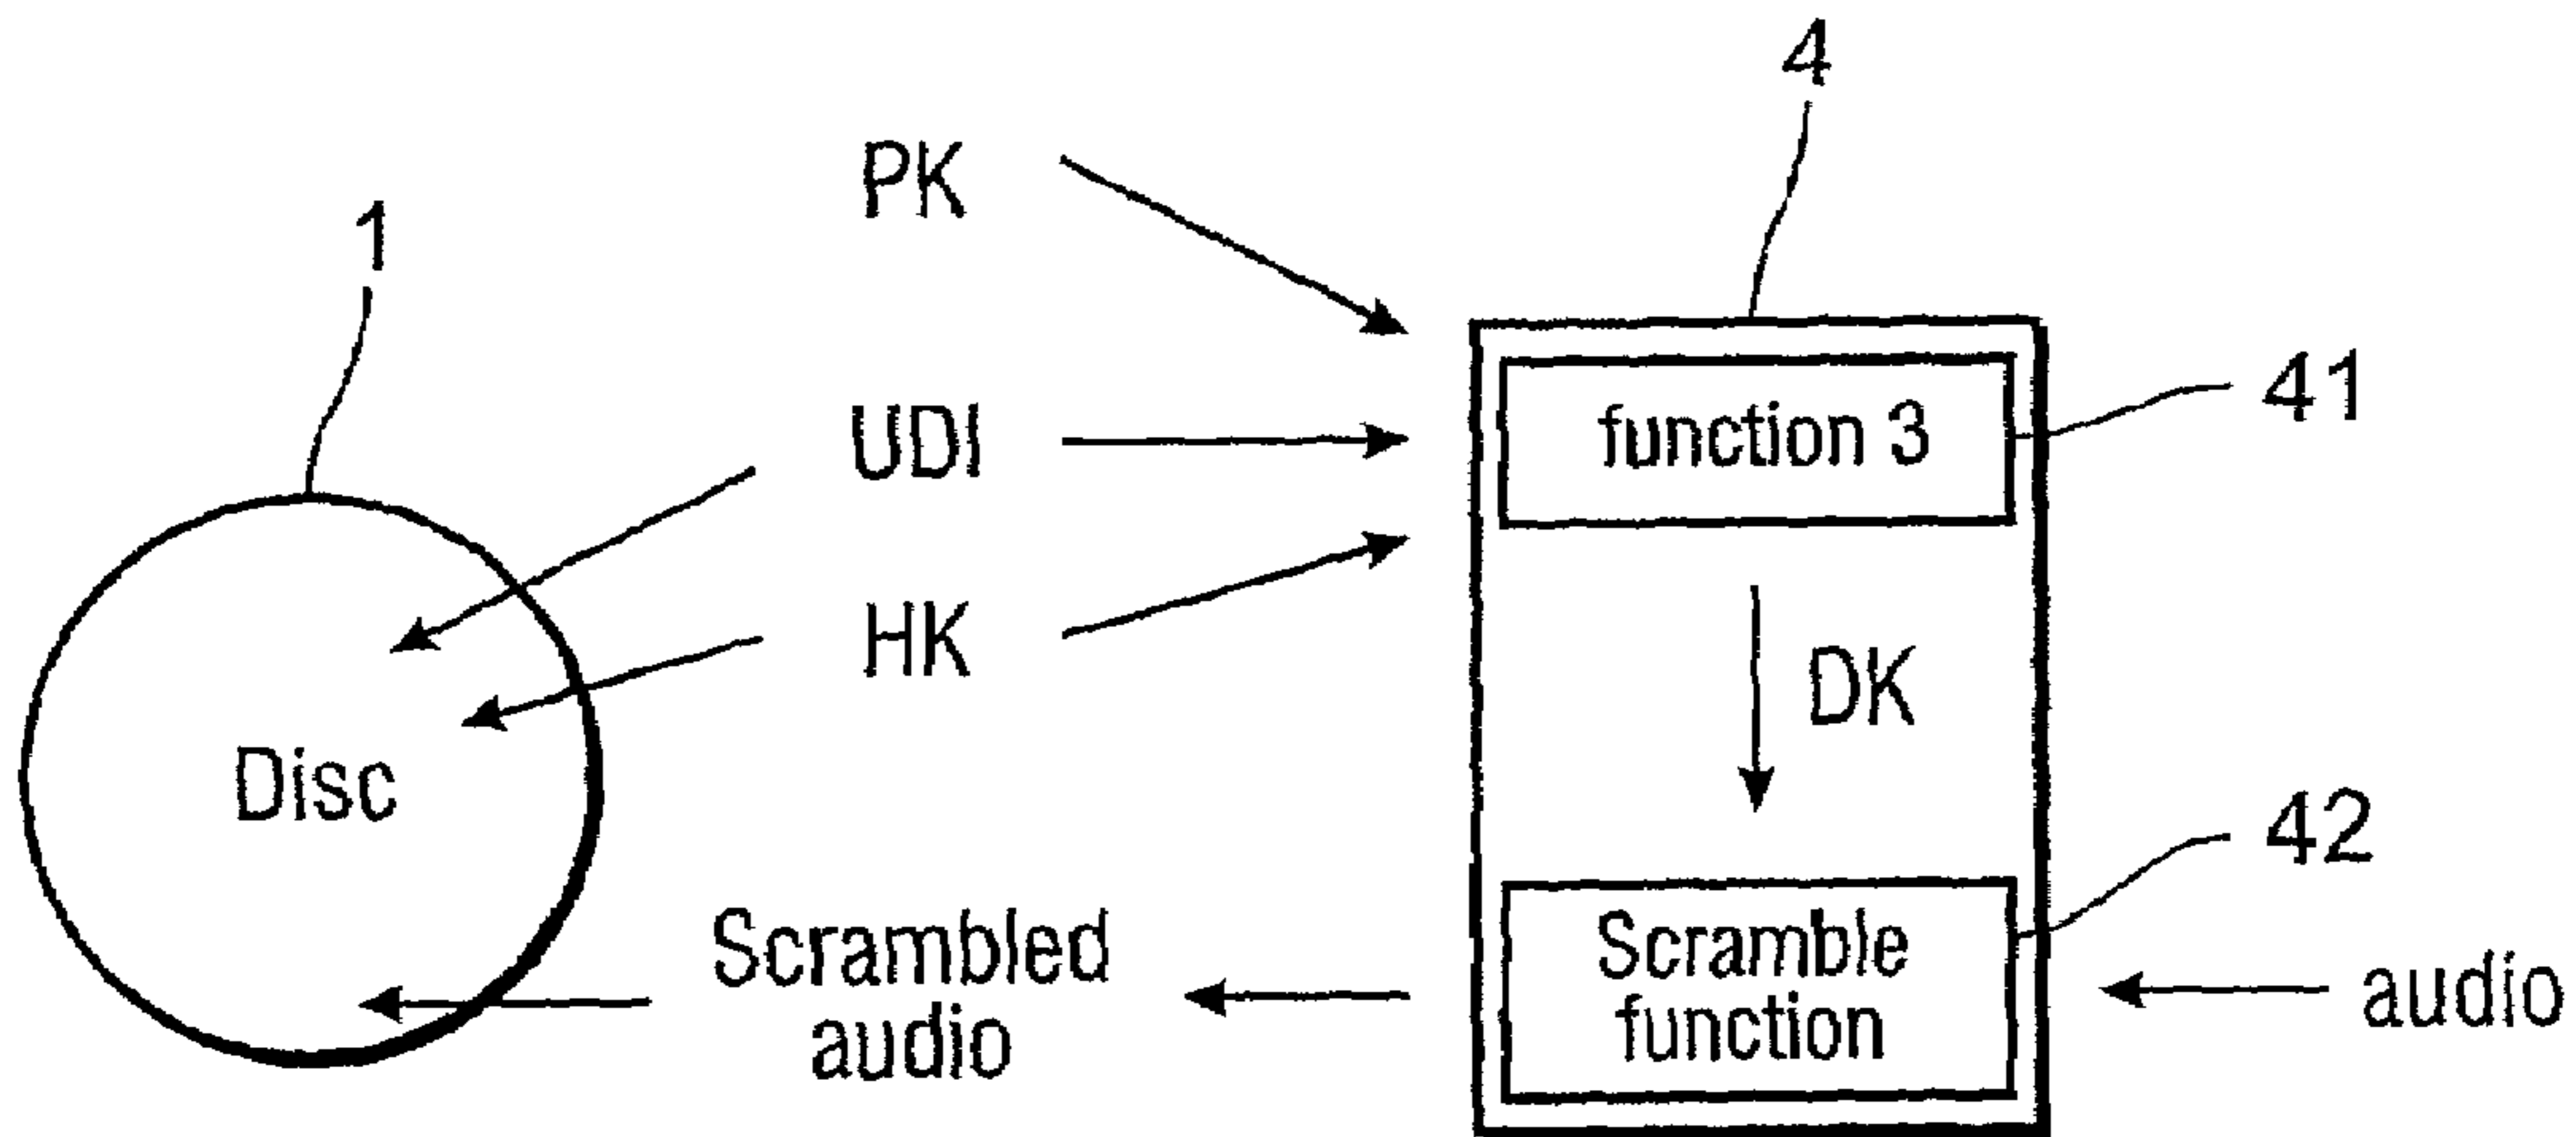 4
PK
1
41
function 3
UDI
HK
DK
Disc
42
Scrambled
audio
Scramble
function
audio